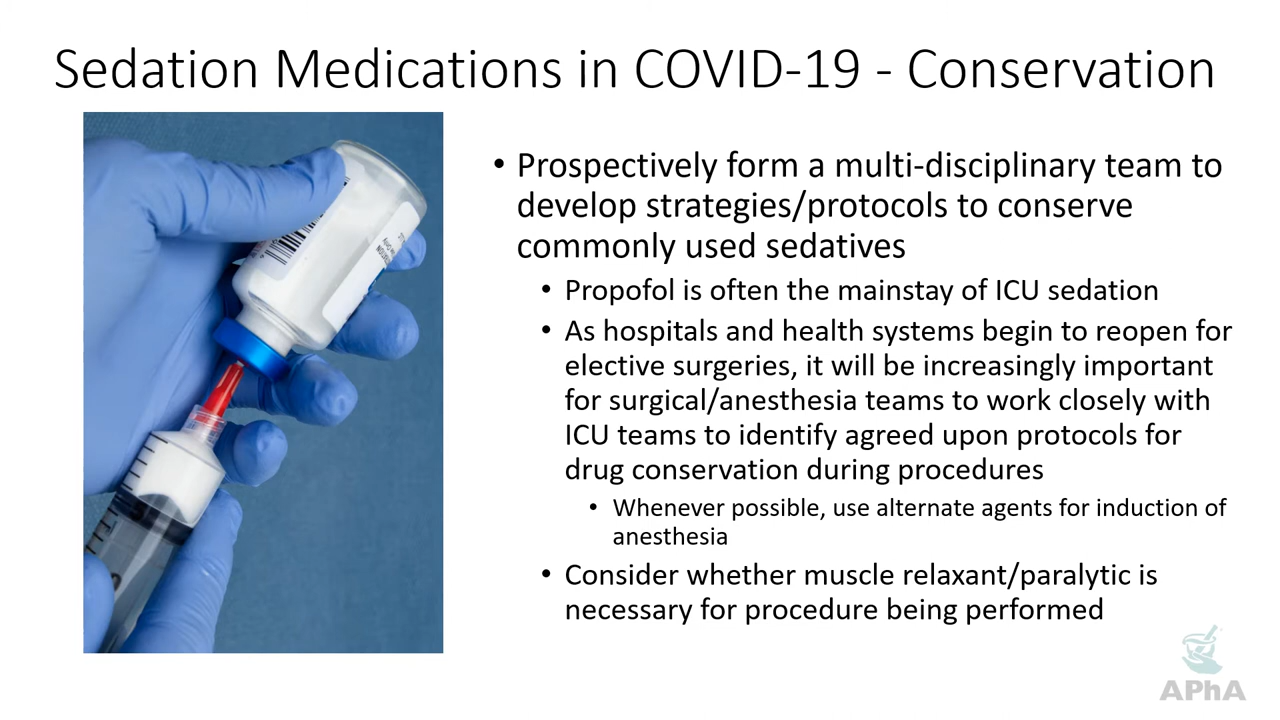 Sedation Medications in COVID-19 - Conservation
• Prospectively form a multi-disciplinary team to
develop strategies/protocols to conserve
commonly used sedatives
• Propofol is often the mainstay of ICU sedation
• As hospitals and health systems begin to reopen for
elective surgeries, it will be increasingly important
for surgical/anesthesia teams to work closely with
ICU teams to identify agreed upon protocols for
drug conservation during procedures
• Whenever possible, use alternate agents for induction of
anesthesia
• Consider whether muscle relaxant/paralytic is
necessary for procedure being performed
APhA